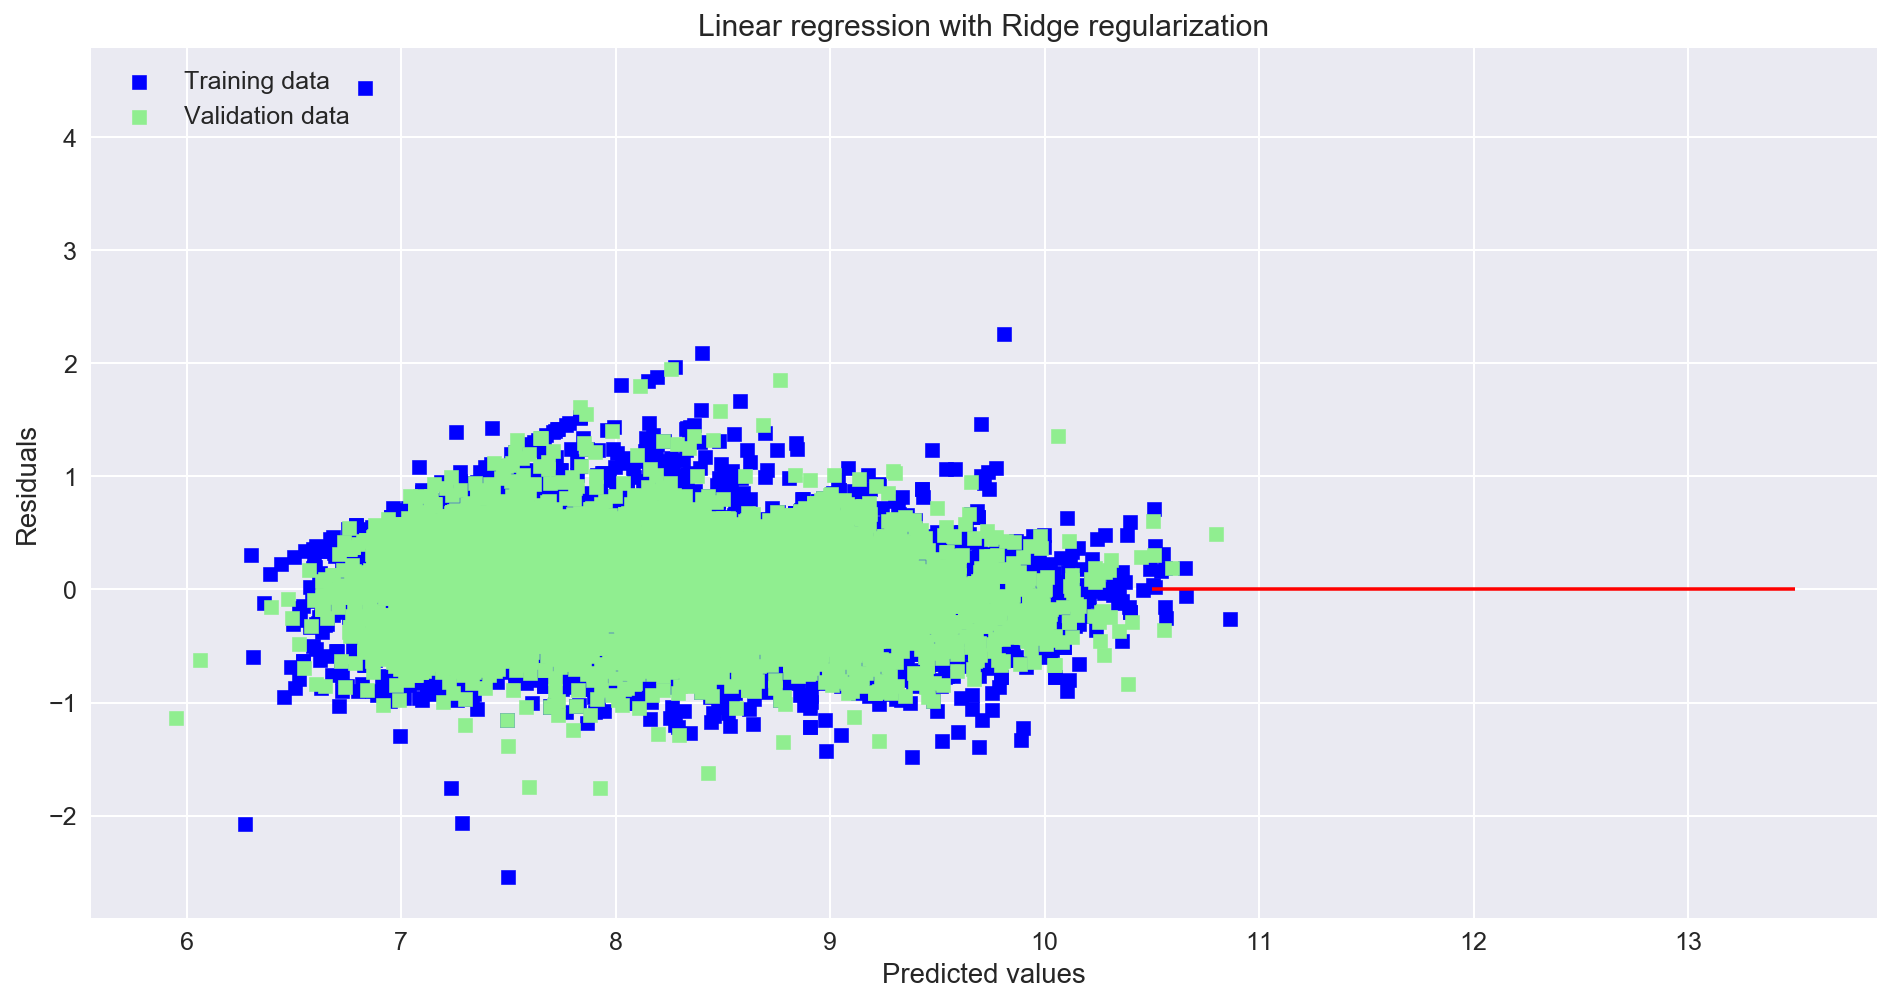 Linear regression with Ridge regularization
Training data
Validation data
4
3
2
1
0
−1
−2
Residuals
6 7 8 9 10 11 12 13
Predicted values